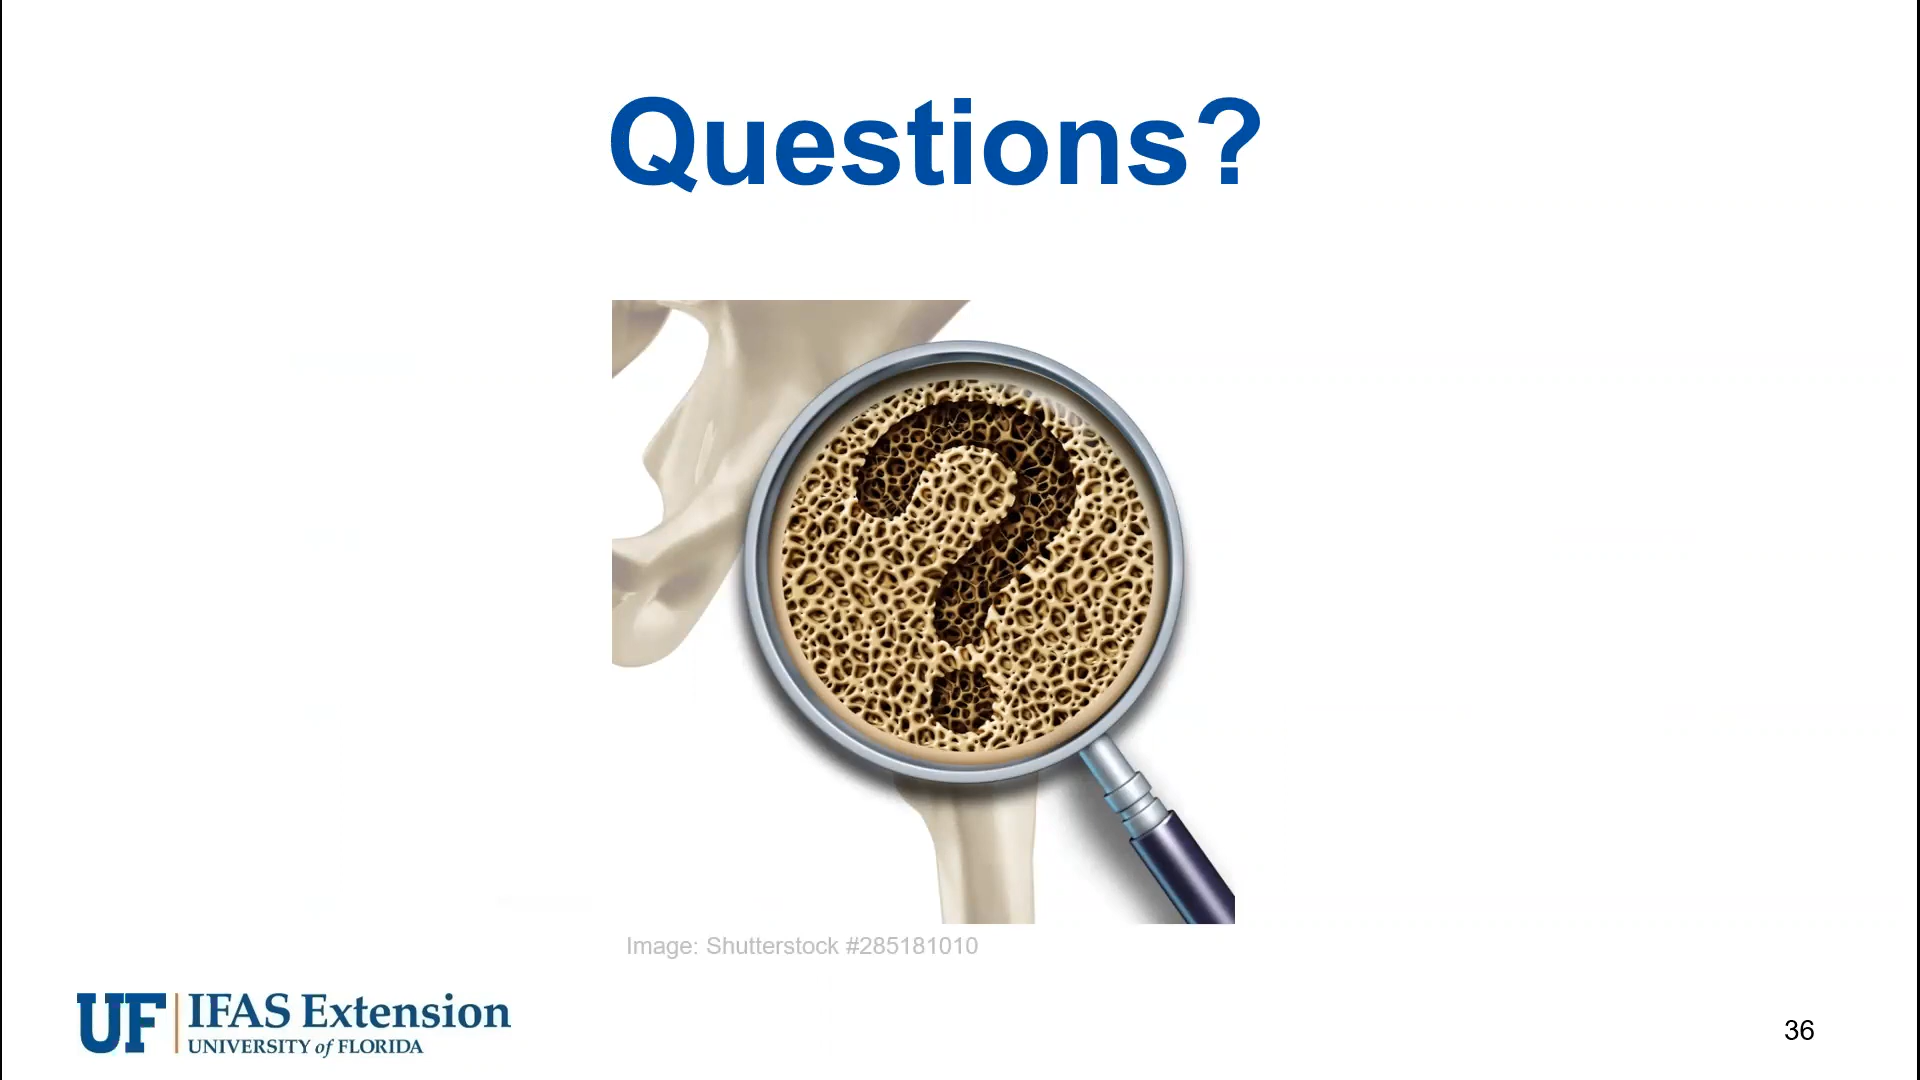 Questions?
Image: Shutterstock #285181010
UF IFAS Extension
UNIVERSITY of FLORIDA
36